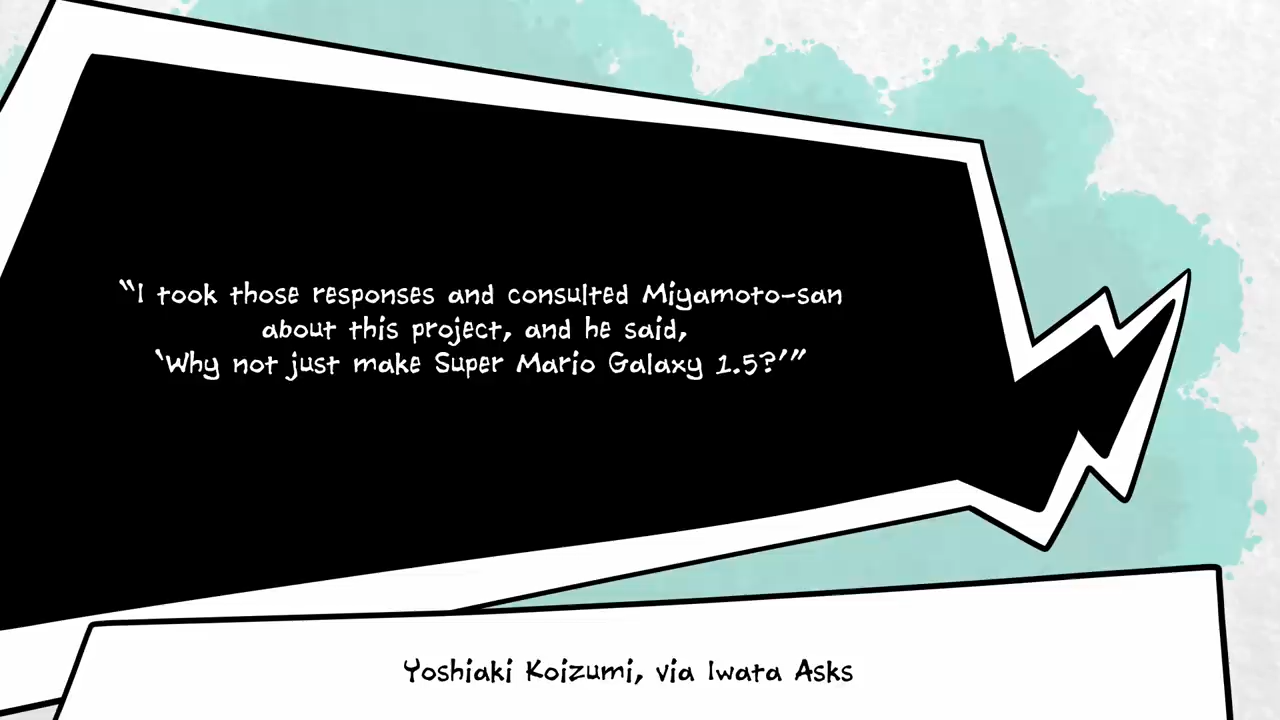 “I took those responses and consulted Miyamoto-san
about this project, and he said,
‘Why not just make Super Mario Galaxy 1.5?’”
Yoshiaki Koizumi, via Iwata Asks